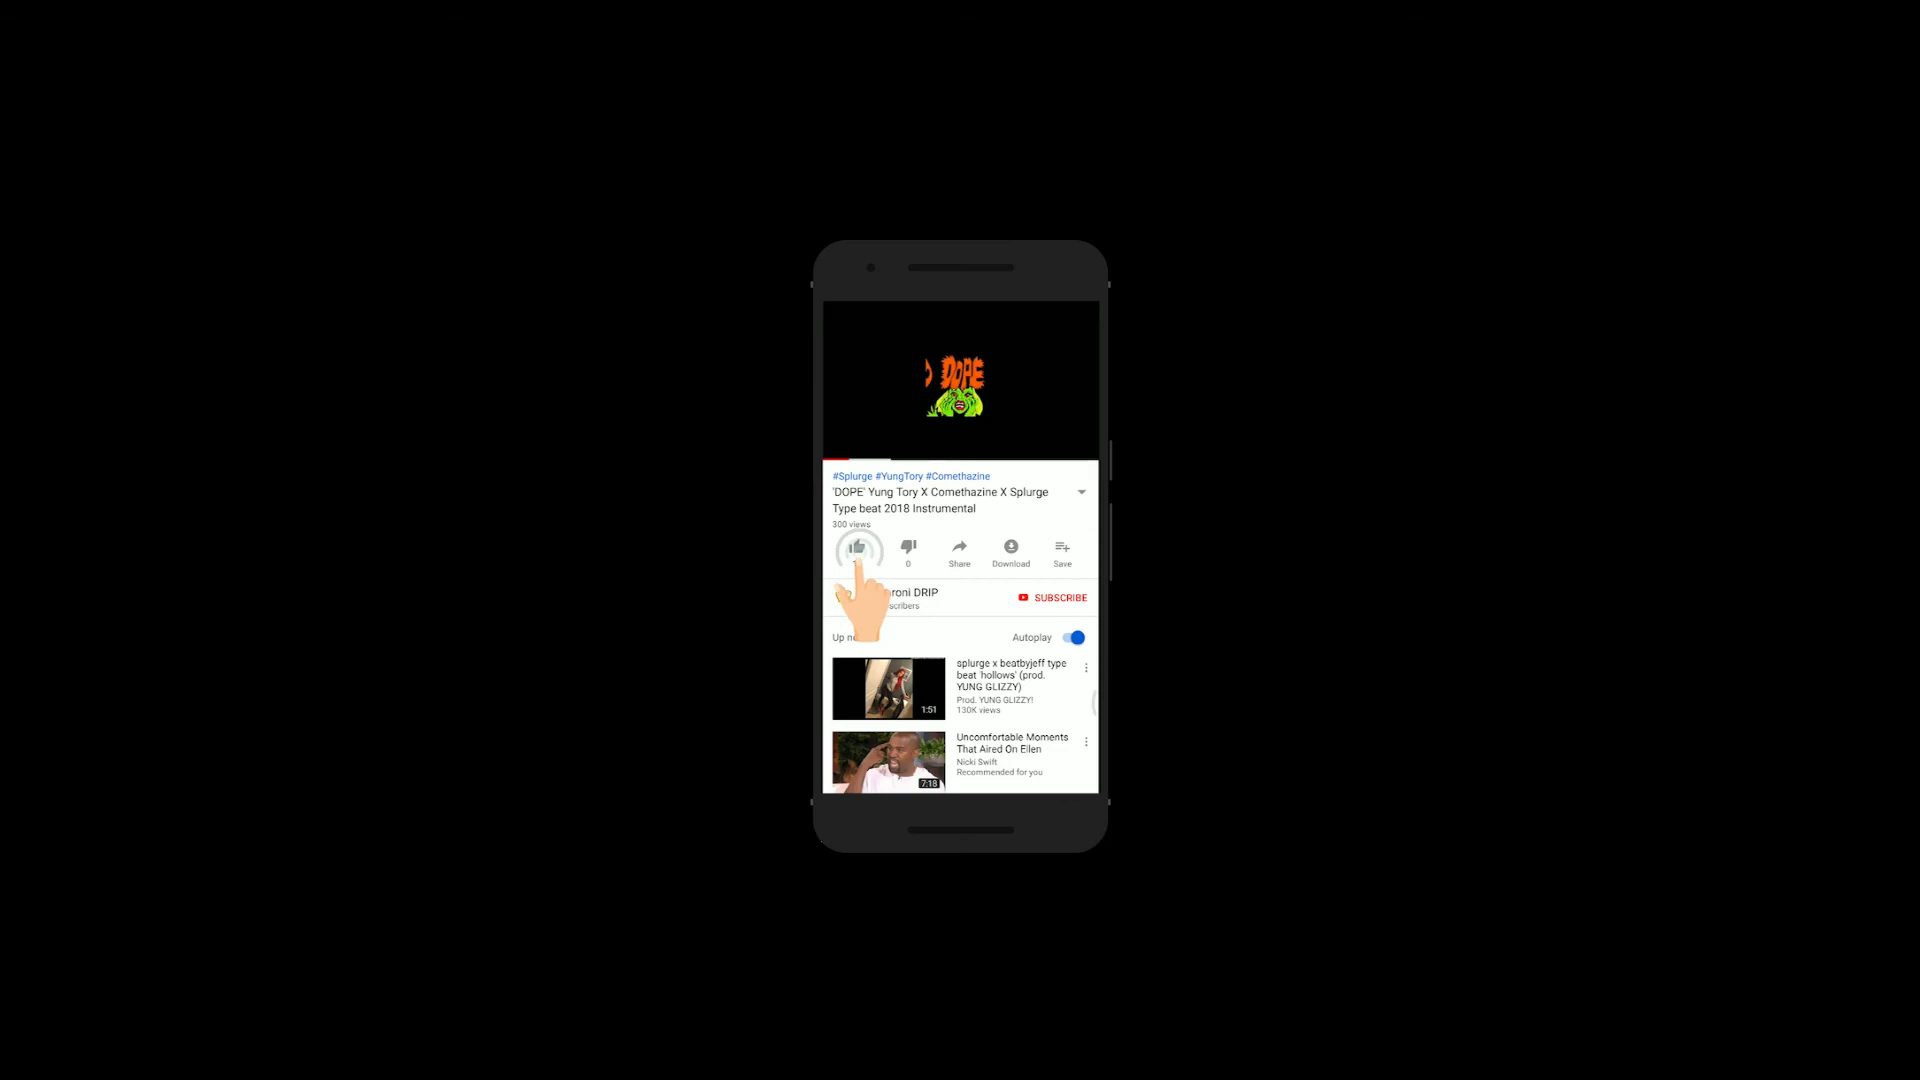 DOPE
#Splurge #YungTory #Comethazine
'DOPE' Yung Tory X Comethazine X Splurge
Type beat 2018 Instrumental
300 views
0
Share
Download
Save
roni DRIP
scribers
SUBSCRIBE
Up ne
Autoplay
splurge x beatbyjeff type
beat 'hollows' (prod.
YUNG GLIZZY)
Prod. YUNG GLIZZY!
130K views
1:51
Uncomfortable Moments
That Aired On Ellen
Nicki Swift
Recommended for you
7:18